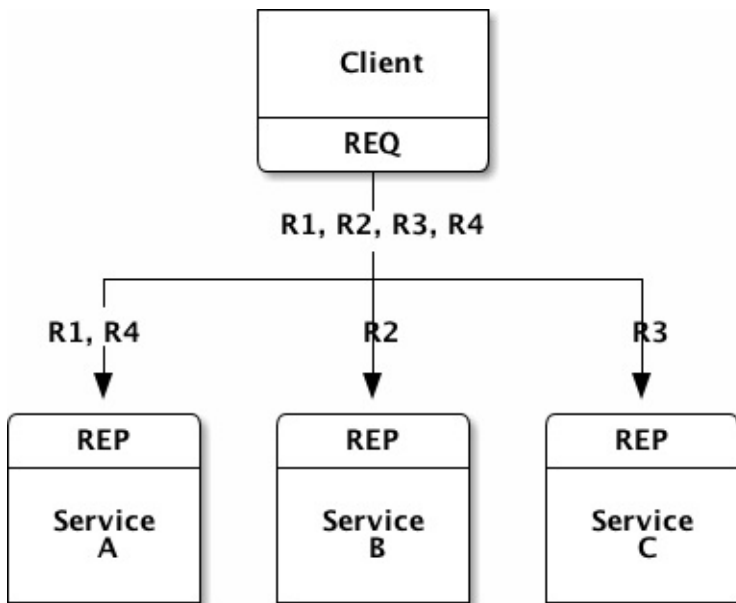 Client
REQ
R1, R2, R3, R4
R1, R4
R2
R3
REP
REP
REP
Service
A
Service
B
Service
C